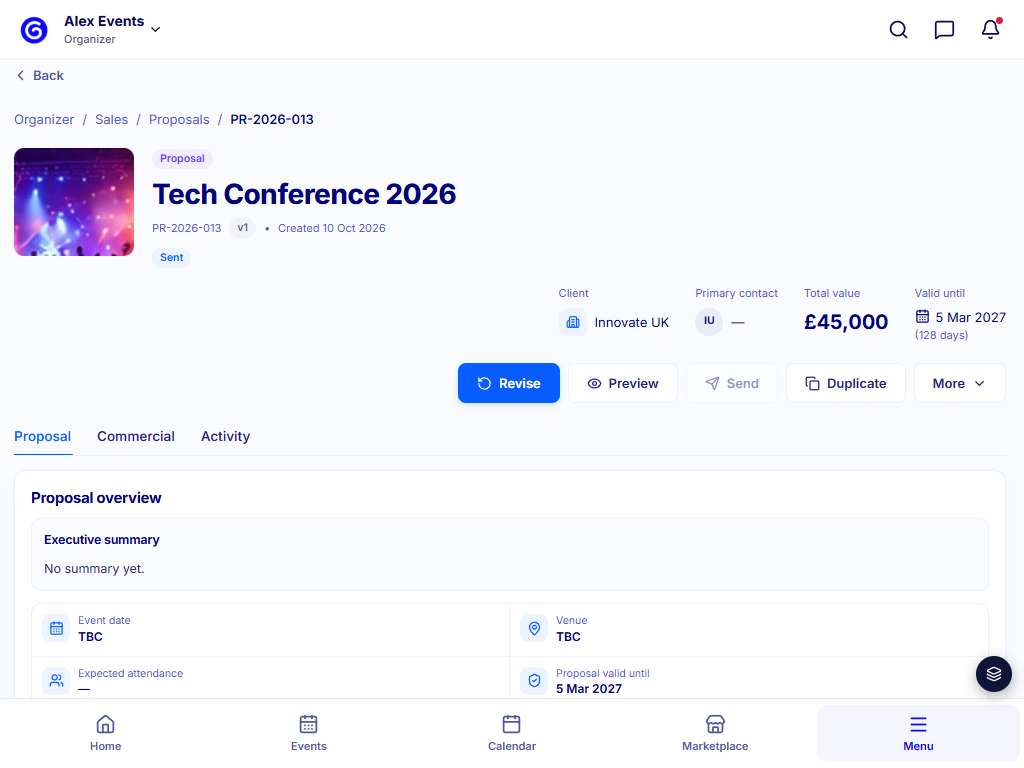 Alex Events
Organizer
Back
Organizer / Sales / Proposals / PR-2026-013
Proposal
Tech Conference 2026
PR-2026-013 v1 • Created 10 Oct 2026
Sent
Client
Innovate UK
Primary contact
IU —
Total value
£45,000
Valid until
5 Mar 2027
(128 days)
Revise Preview Send Duplicate More
Proposal Commercial Activity
Proposal overview
Executive summary
No summary yet.
Event date
TBC
Venue
TBC
Expected attendance
—
Proposal valid until
5 Mar 2027
Home Events Calendar Marketplace Menu